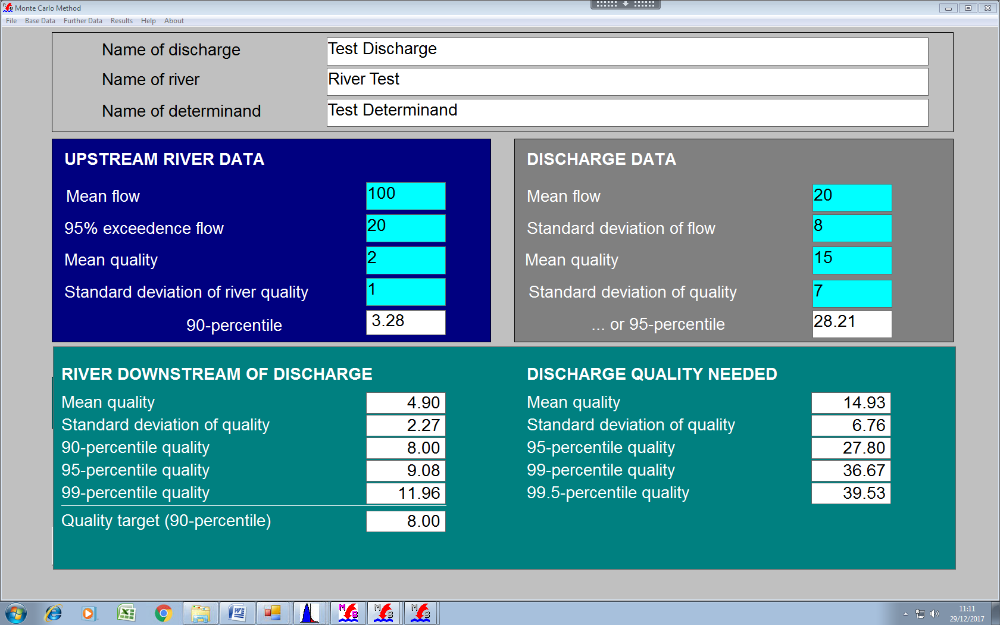 Monte Carlo Method
File Base Data Further Data Results Help About
Name of discharge Test Discharge
Name of river River Test
Name of determinand Test Determinand
UPSTREAM RIVER DATA
Mean flow 100
95% exceedence flow 20
Mean quality 2
Standard deviation of river quality 1
90-percentile 3.28
DISCHARGE DATA
Mean flow 20
Standard deviation of flow 8
Mean quality 15
Standard deviation of quality 7
... or 95-percentile 28.21
RIVER DOWNSTREAM OF DISCHARGE
Mean quality 4.90
Standard deviation of quality 2.27
90-percentile quality 8.00
95-percentile quality 9.08
99-percentile quality 11.96
Quality target (90-percentile) 8.00
DISCHARGE QUALITY NEEDED
Mean quality 14.93
Standard deviation of quality 6.76
95-percentile quality 27.80
99-percentile quality 36.67
99.5-percentile quality 39.53
M B M B M B
11:11
29/12/2017